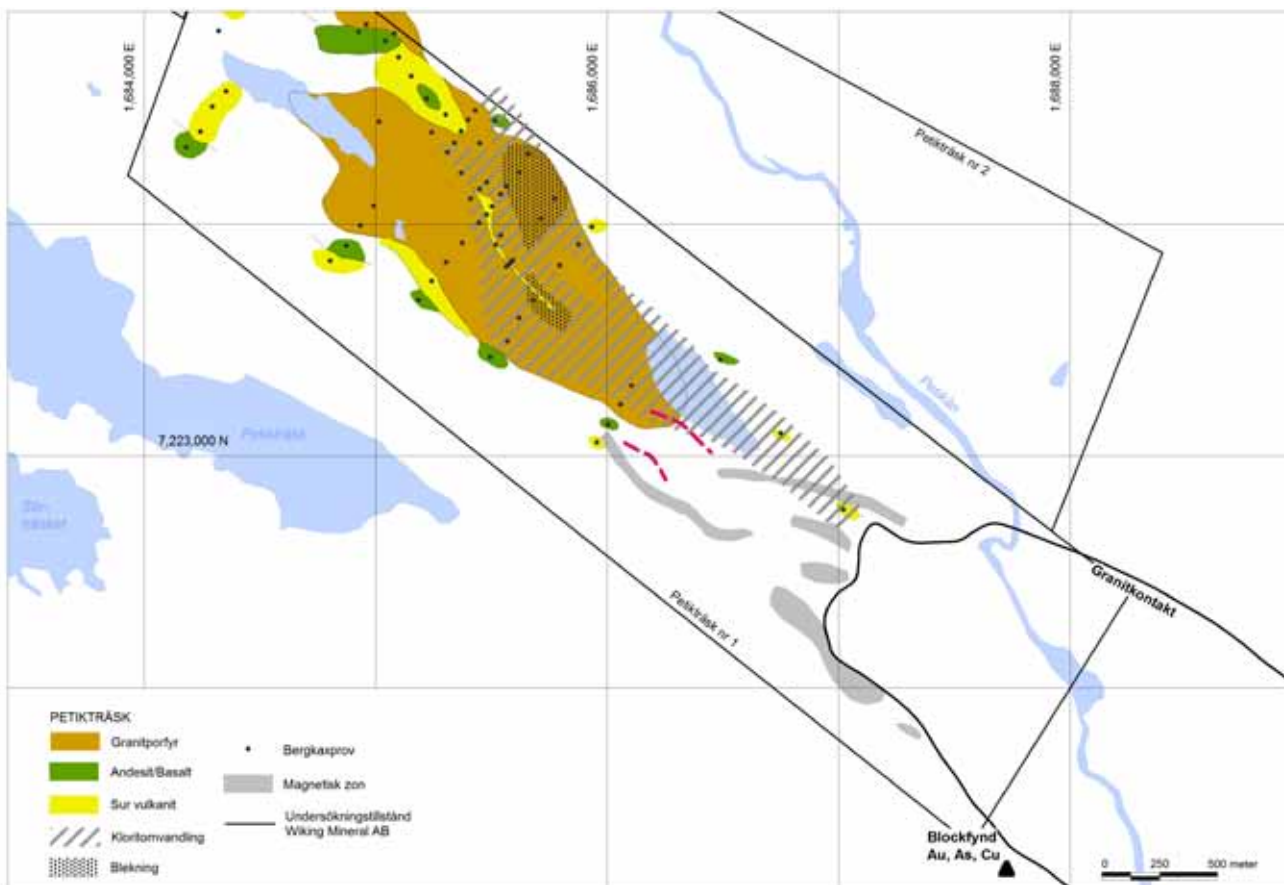 1,684,000 E
1,686,000 E
1,688,000 E
Petikträsk nr 2
Petikån
7,223,000 N
Petikträsk
träsket
Petikträsk nr 1
Granitkontakt
Blockfynd
Au, As, Cu
PETIKTRÄSK
Granitporfyr
Andesit/Basalt
Sur vulkanit
Kloritomvandling
Blekning
Bergkaxprov
Magnetisk zon
Undersökningstillstånd
Wiking Mineral AB
0 250 500 meter